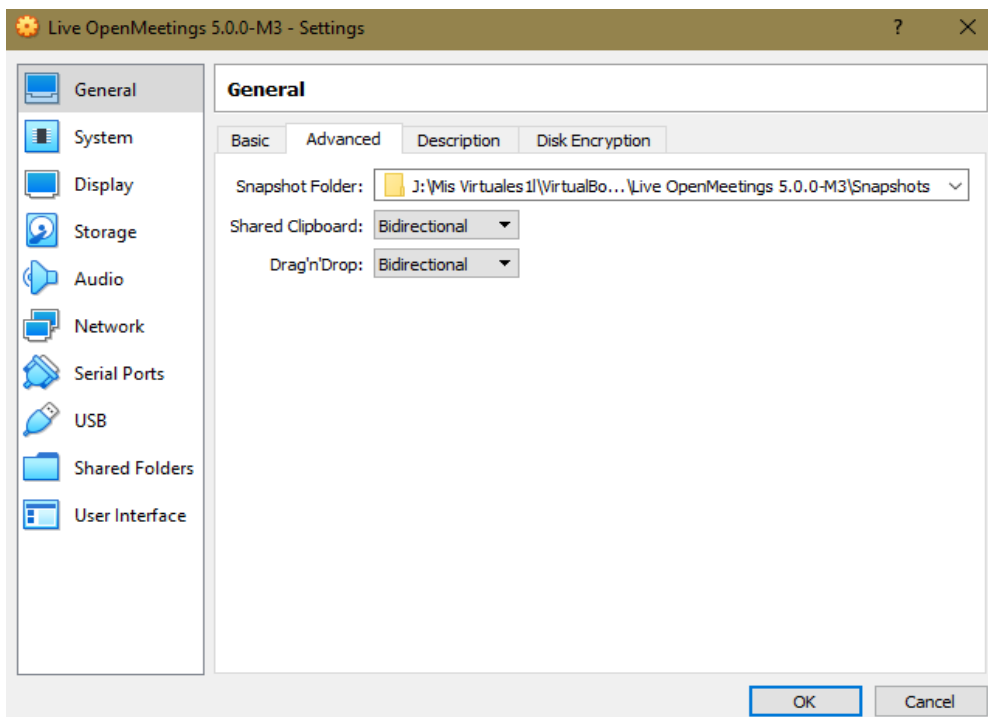 Live OpenMeetings 5.0.0-M3 - Settings ?
General
System
Display
Storage
Audio
Network
Serial Ports
USB
Shared Folders
User Interface
General
Basic Advanced Description Disk Encryption
Snapshot Folder: J:\Mis Virtuales1l\VirtualBo...\Live OpenMeetings 5.0.0-M3\Snapshots
Shared Clipboard: Bidirectional
Drag'n'Drop: Bidirectional
OK Cancel